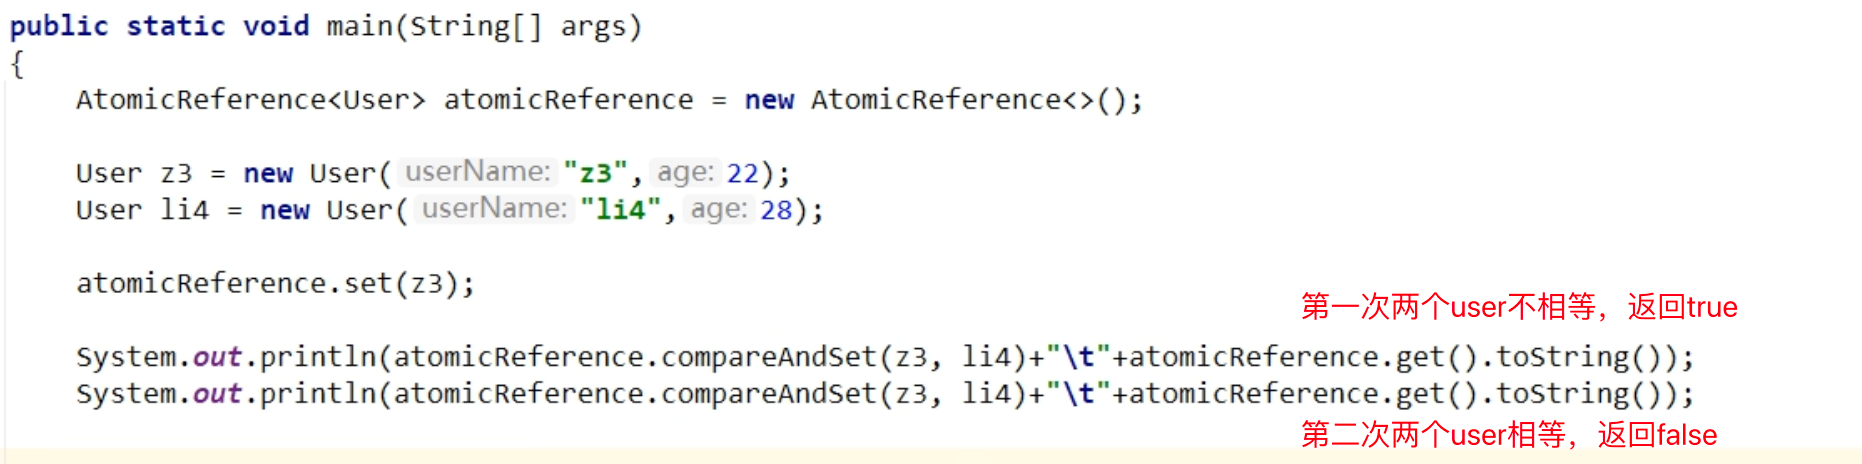 public static void main(String[] args)
{
AtomicReference<User> atomicReference = new AtomicReference<>();
User z3 = new User( userName: "z3", age: 22);
User li4 = new User( userName: "li4", age: 28);
atomicReference.set(z3);
第一次两个user不相等，返回true
System.out.println(atomicReference.compareAndSet(z3, li4)+"\t"+atomicReference.get().toString());
System.out.println(atomicReference.compareAndSet(z3, li4)+"\t"+atomicReference.get().toString());
第二次两个user相等，返回false